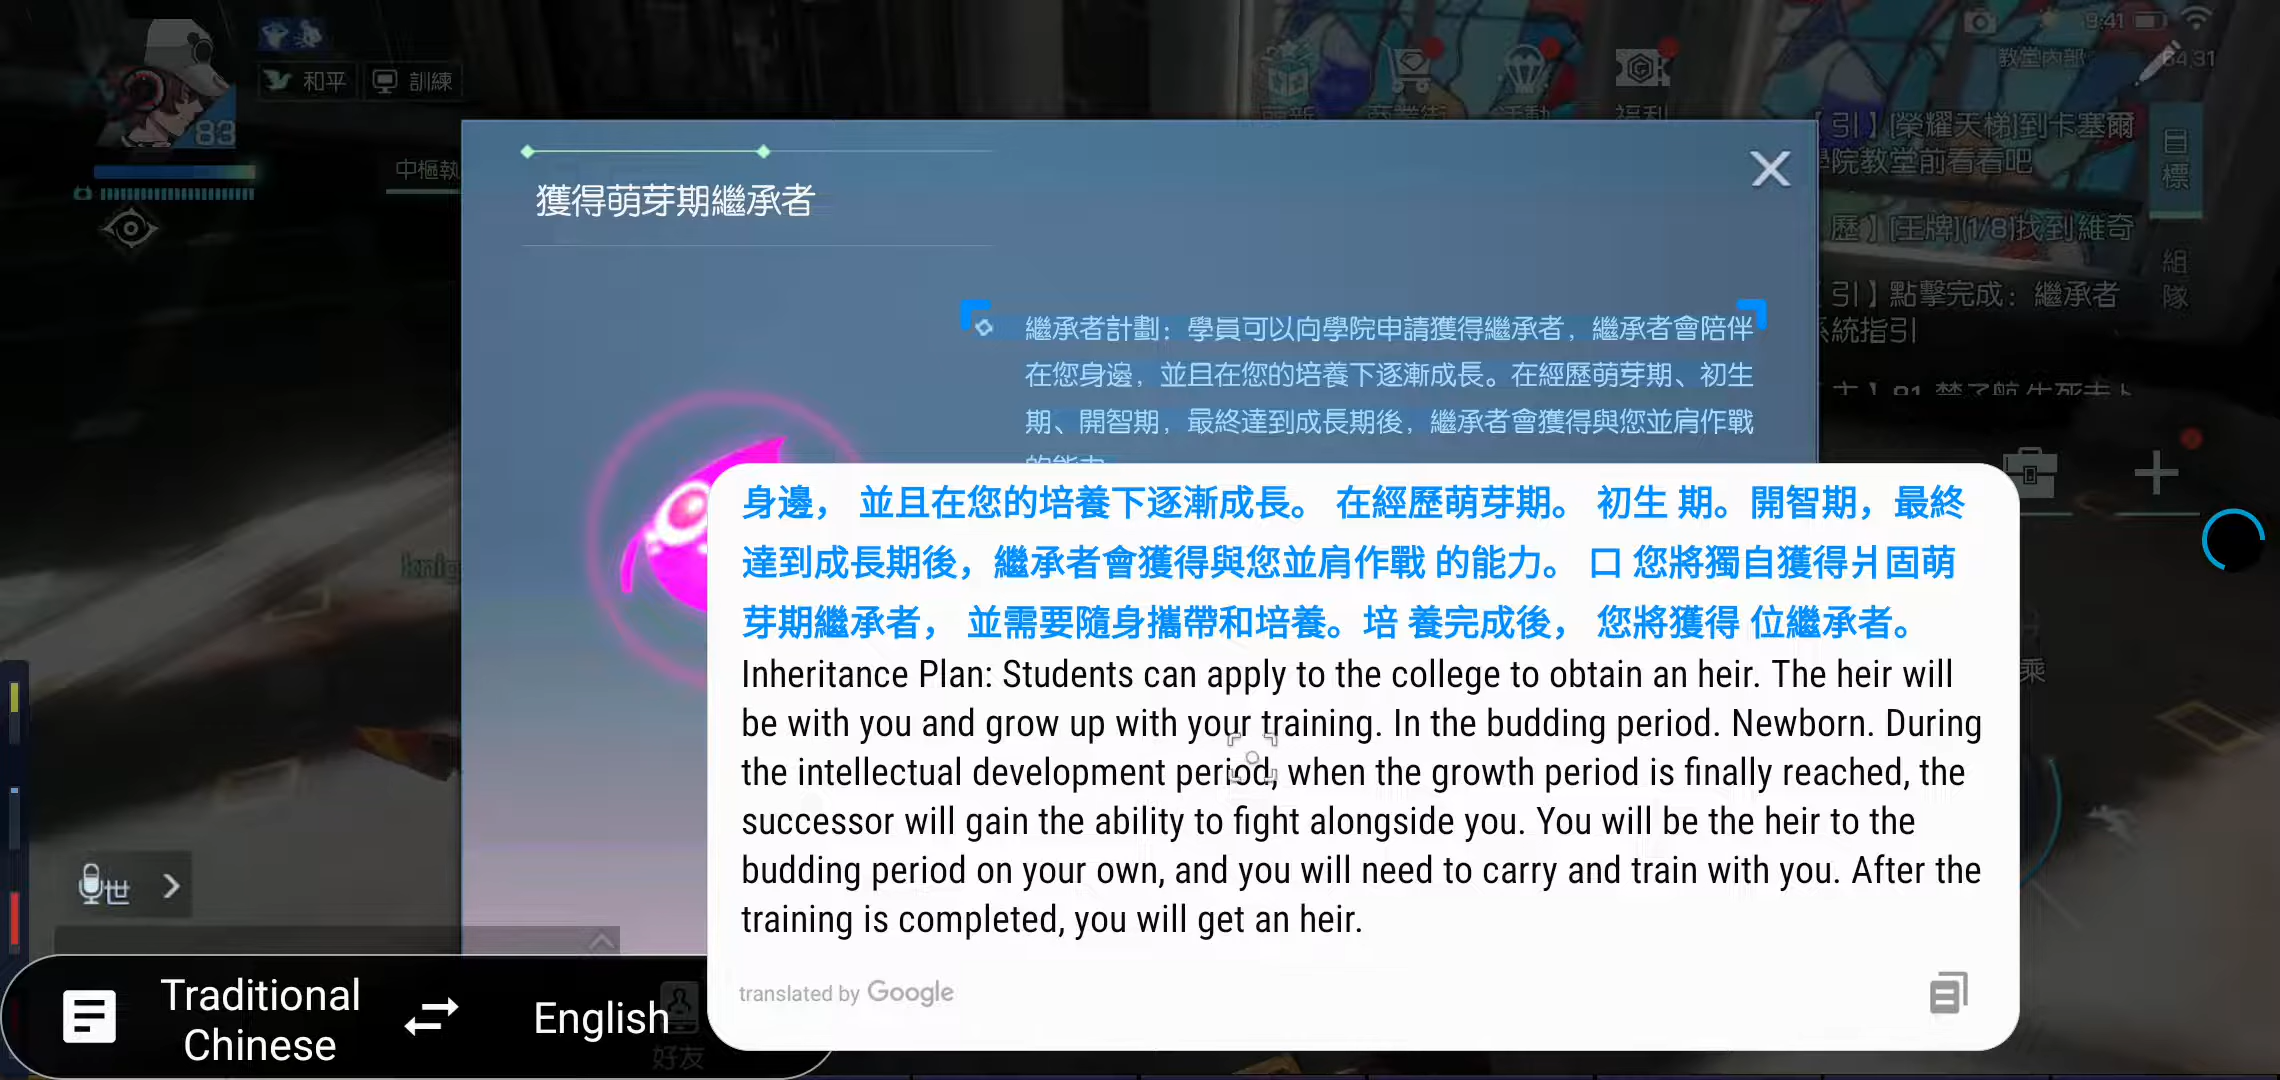 9:41
和平
訓練
83
福利
教堂內部
64,31
中樞執
獲得萌芽期繼承者
引】[榮耀天梯]到卡塞爾
學院教堂前看看吧
目標
歷】[王牌](1/8)找到維奇
組隊
引】點擊完成：繼承者
系統指引
繼承者計劃：學員可以向學院申請獲得繼承者，繼承者會陪伴
在您身邊，並且在您的培養下逐漸成長。在經歷萌芽期、初生
期、開智期，最終達到成長期後，繼承者會獲得與您並肩作戰
的能力
身邊， 並且在您的培養下逐漸成長。 在經歷萌芽期。 初生 期。開智期，最終
達到成長期後，繼承者會獲得與您並肩作戰 的能力。 口 您將獨自獲得爿固萌
芽期繼承者， 並需要隨身攜帶和培養。培 養完成後， 您將獲得 位繼承者。
Inheritance Plan: Students can apply to the college to obtain an heir. The heir will
be with you and grow up with your training. In the budding period. Newborn. During
the intellectual development period, when the growth period is finally reached, the
successor will gain the ability to fight alongside you. You will be the heir to the
budding period on your own, and you will need to carry and train with you. After the
training is completed, you will get an heir.
translated by Google
乘
世
Traditional
Chinese
English
好友